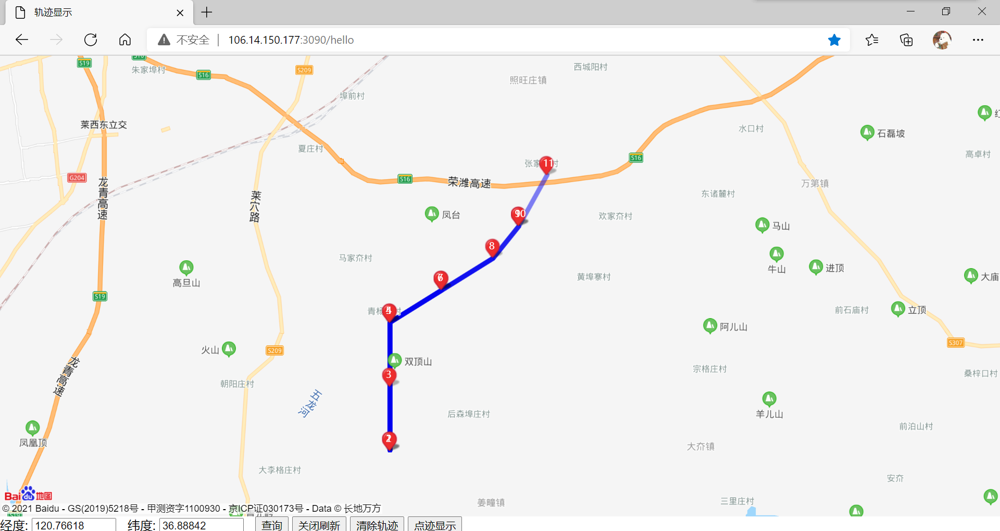 轨迹显示
不安全 106.14.150.177:3090/hello
S19
S16
朱家埠村
S16
S209
西城阳村
照旺庄镇
埠前村
莱西东立交
水口村
石磊坡
夏庄村
高卓村
S16
张家 村
11
G204
S16
荣潍高速
万第镇
龙青高速
莱穴路
东诸麓村
凤台
欢家夼村
马山
8
马家夼村
牛山
进顶
高旦山
黄埠寨村
大庙
S19
青杨 村
前石庙村
立顶
阿儿山
火山
S209
S307
双顶山
3
宗格庄村
桑梓口村
龙青高速
朝阳庄村
五龙河
羊儿山
后森埠庄村
前泊山村
凤凰顶
大夼镇
大李格庄村
安夼
Bai du 地图
姜疃镇
三里庄村
© 2021 Baidu - GS(2019)5218号 - 甲测资字1100930 - 京ICP证030173号 - Data © 长地万方
S19
经度: 120.76618 纬度: 36.88842 查询 关闭刷新 清除轨迹 点迹显示